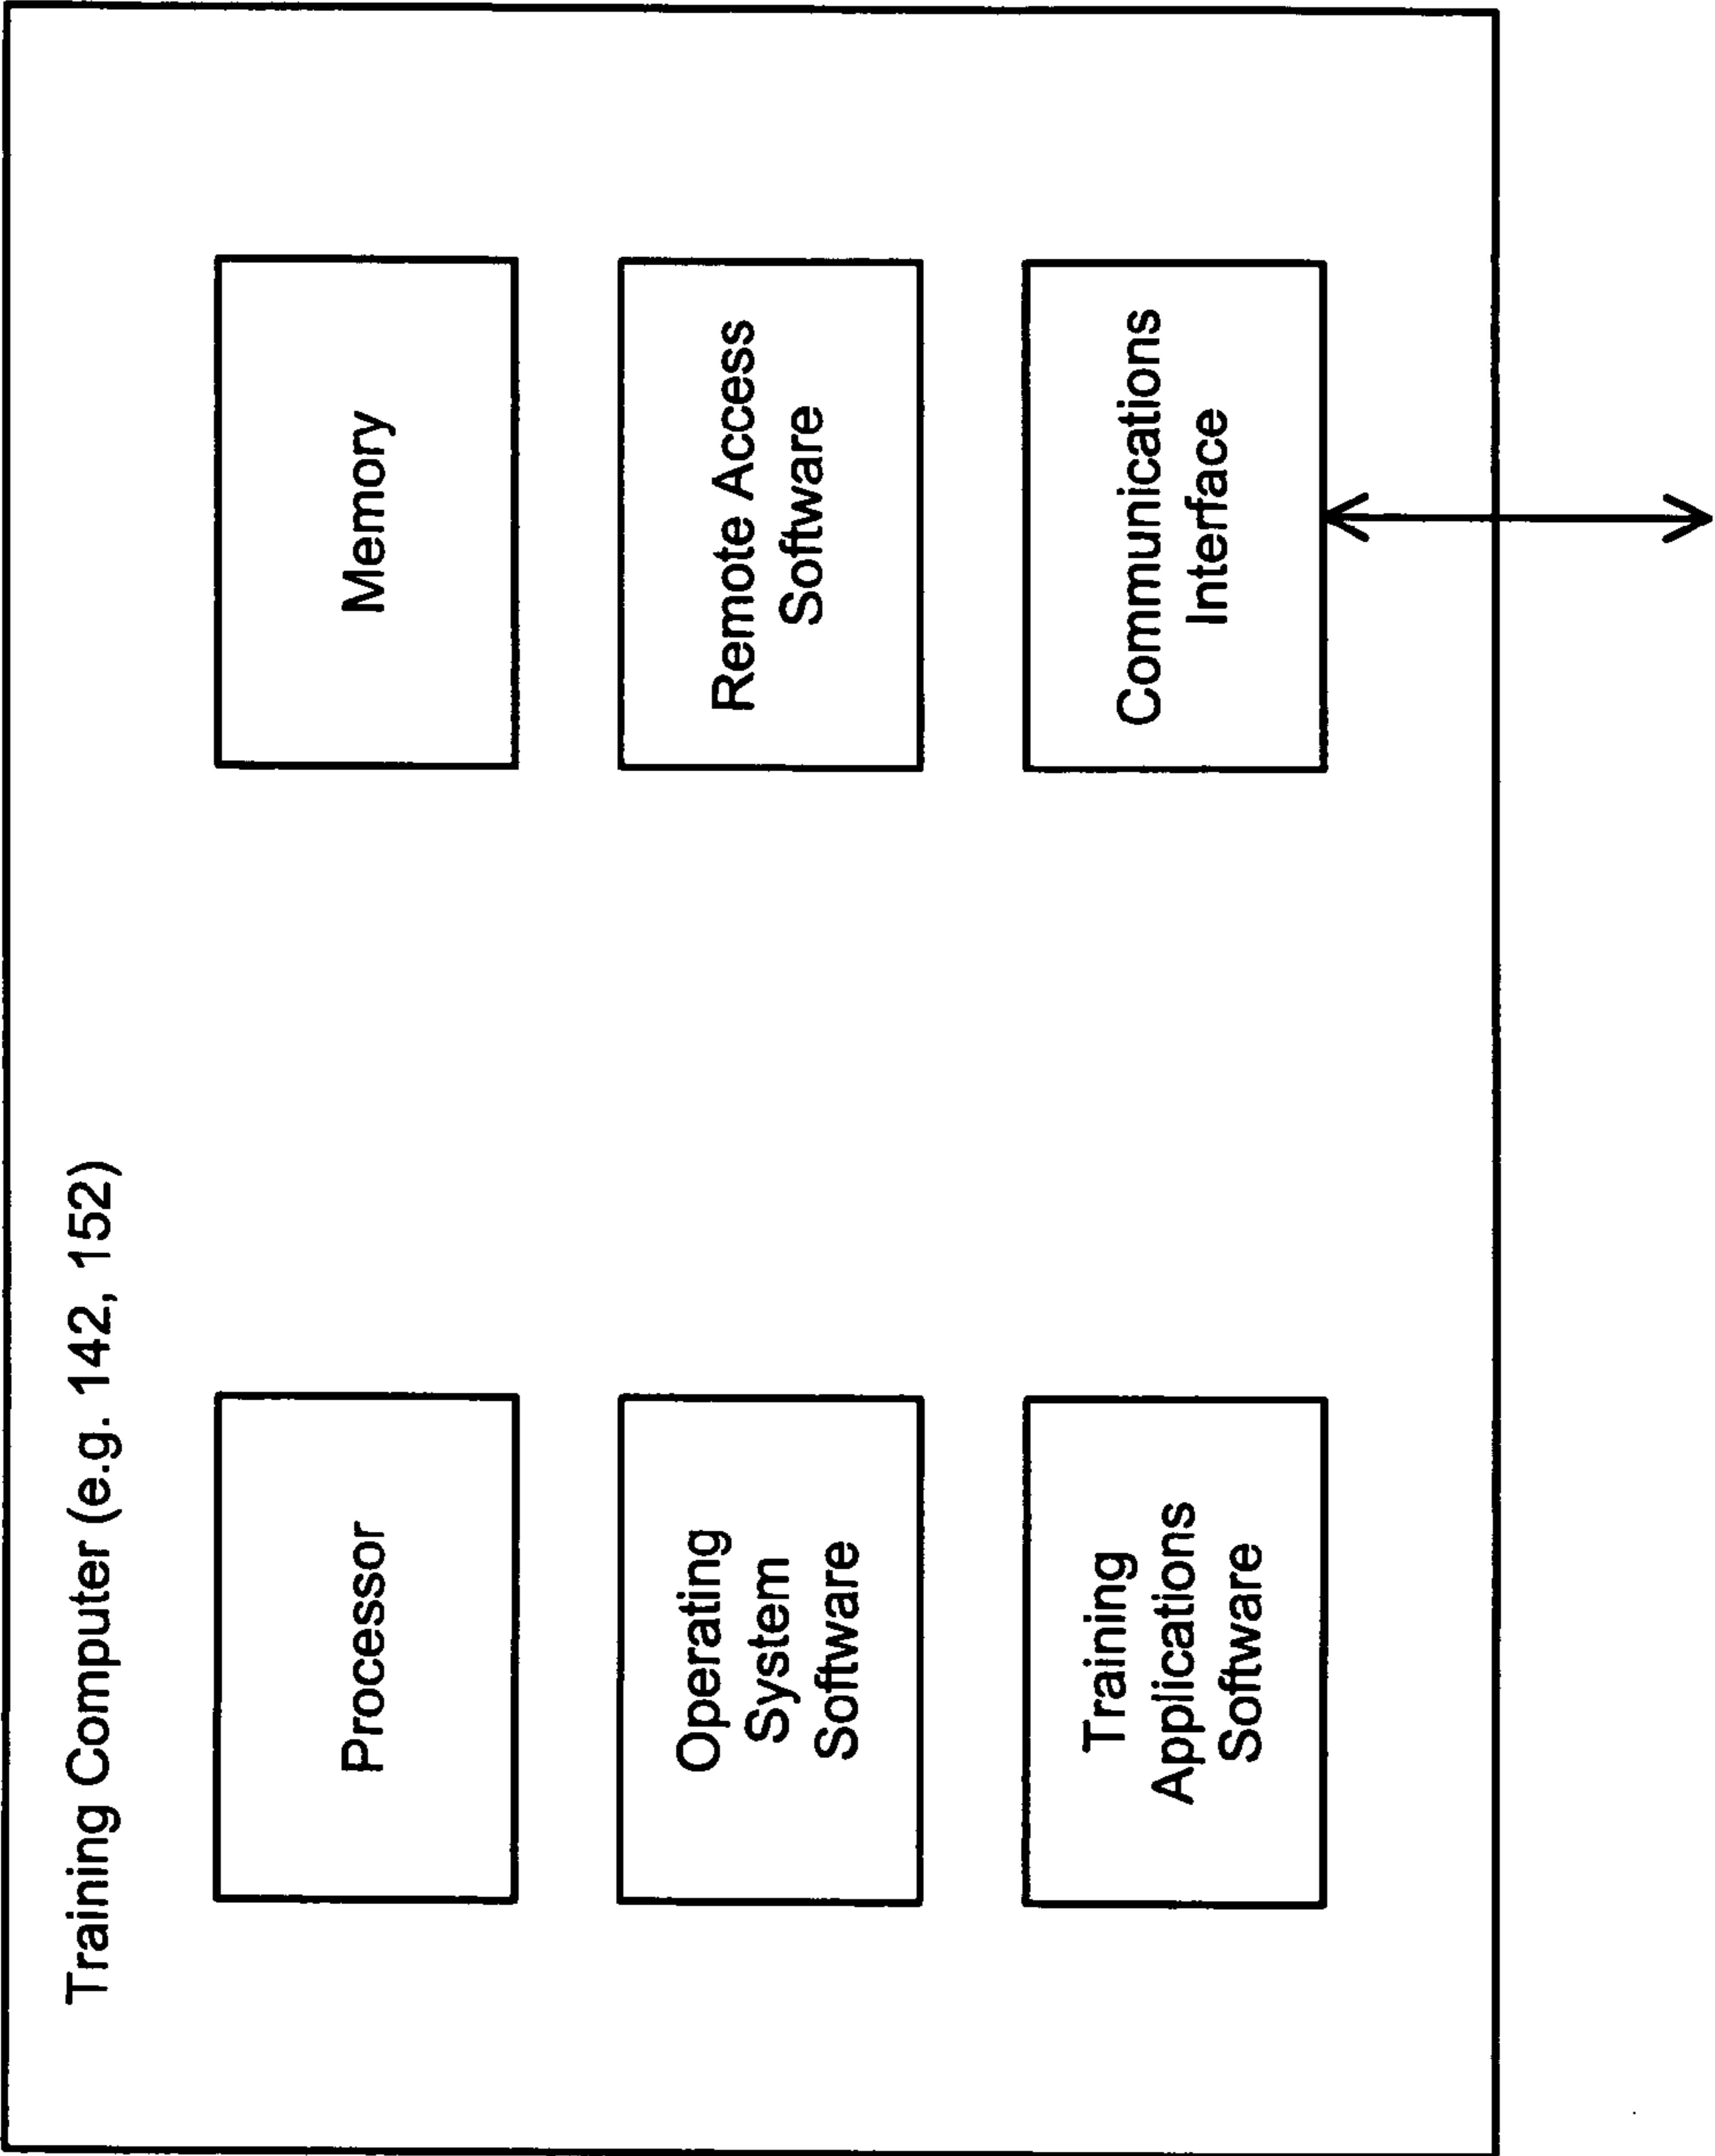 Training Computer (e.g. 142, 152)
Processor
Memory
Operating
System
Software
Remote Access
Software
Training
Applications
Software
Communications
Interface